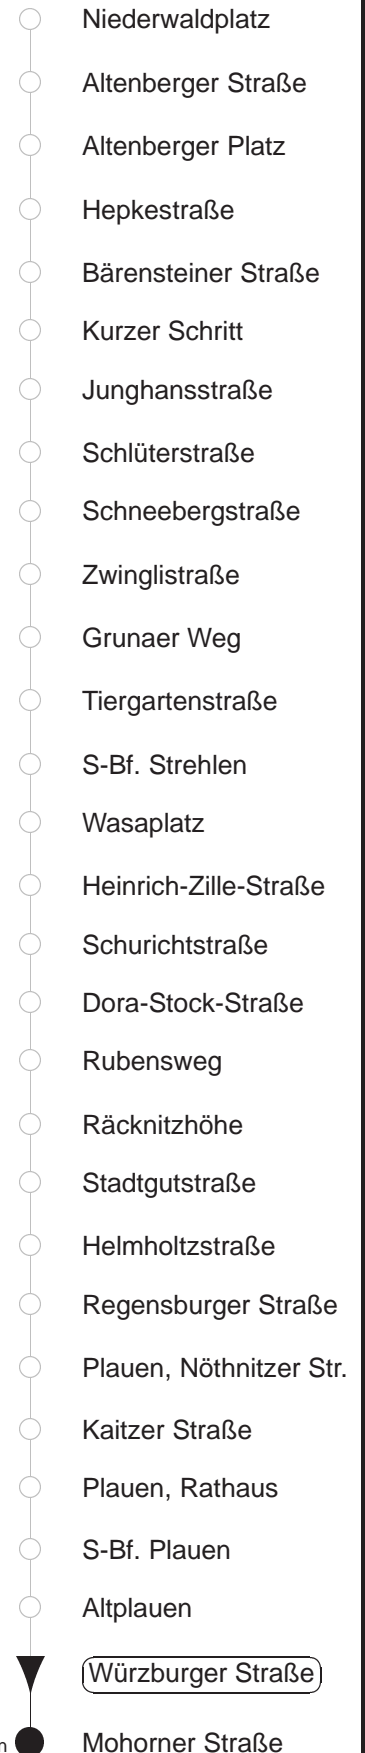 Niederwaldplatz
Altenberger Straße
Altenberger Platz
Hepkestraße
Bärensteiner Straße
Kurzer Schritt
Junghansstraße
Schlüterstraße
Schneebergstraße
Zwinglistraße
Grunaer Weg
Tiergartenstraße
S-Bf. Strehlen
Wasaplatz
Heinrich-Zille-Straße
Schurichtstraße
Dora-Stock-Straße
Rubensweg
Räcknitzhöhe
Stadtgutstraße
Helmholtzstraße
Regensburger Straße
Plauen, Nöthnitzer Str.
Kaitzer Straße
Plauen, Rathaus
S-Bf. Plauen
Altplauen
Würzburger Straße
Mohorner Straße